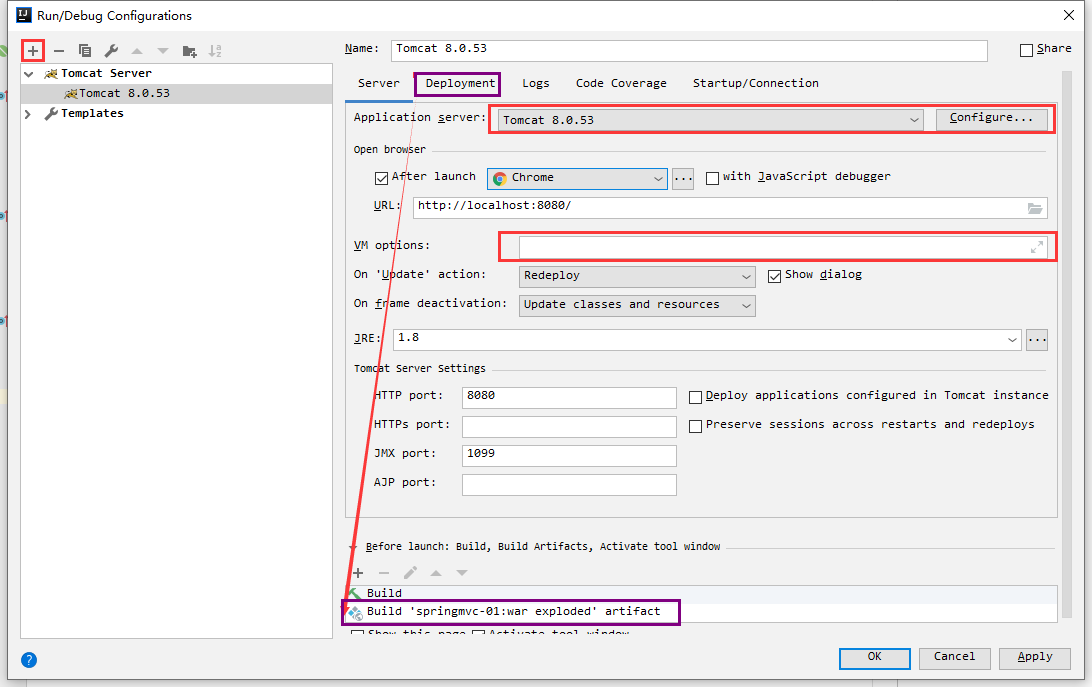 Run/Debug Configurations
Name: Tomcat 8.0.53 Share
Tomcat Server
Tomcat 8.0.53
Templates
Server Deployment Logs Code Coverage Startup/Connection
Application server: Tomcat 8.0.53 Configure...
Open browser
After launch Chrome ... with JavaScript debugger
URL: http://localhost:8080/
VM options:
On 'Update' action: Redeploy Show dialog
On frame deactivation: Update classes and resources
JRE: 1.8 ...
Tomcat Server Settings
HTTP port: 8080 Deploy applications configured in Tomcat instance
HTTPs port: Preserve sessions across restarts and redeploys
JMX port: 1099
AJP port:
Before launch: Build, Build Artifacts, Activate tool window
Build
Build 'springmvc-01:war exploded' artifact
Show this page Activate tool window
OK Cancel Apply